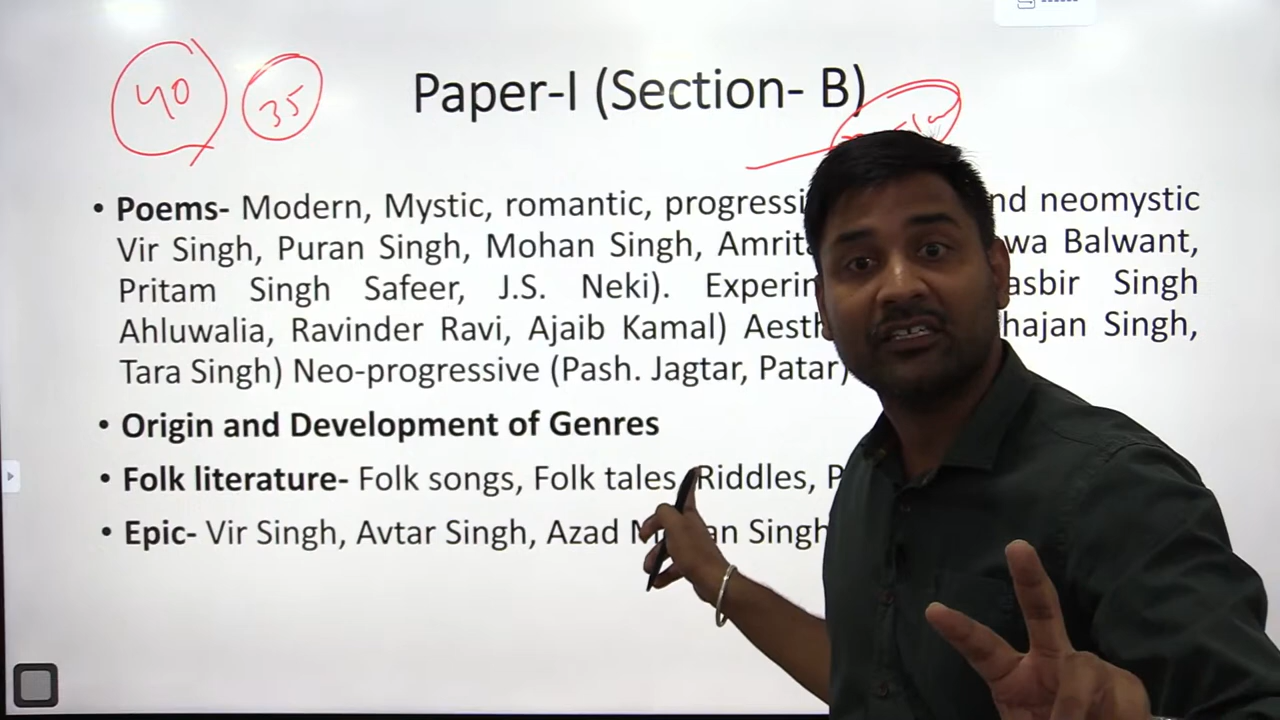 40 35
Paper-I (Section- B)
• Poems- Modern, Mystic, romantic, progressi nd neomystic
Vir Singh, Puran Singh, Mohan Singh, Amrit wa Balwant,
Pritam Singh Safeer, J.S. Neki). Experin asbir Singh
Ahluwalia, Ravinder Ravi, Ajaib Kamal) Aesth hajan Singh,
Tara Singh) Neo-progressive (Pash. Jagtar, Patar)
• Origin and Development of Genres
• Folk literature- Folk songs, Folk tales, Riddles, P
• Epic- Vir Singh, Avtar Singh, Azad M an Singh